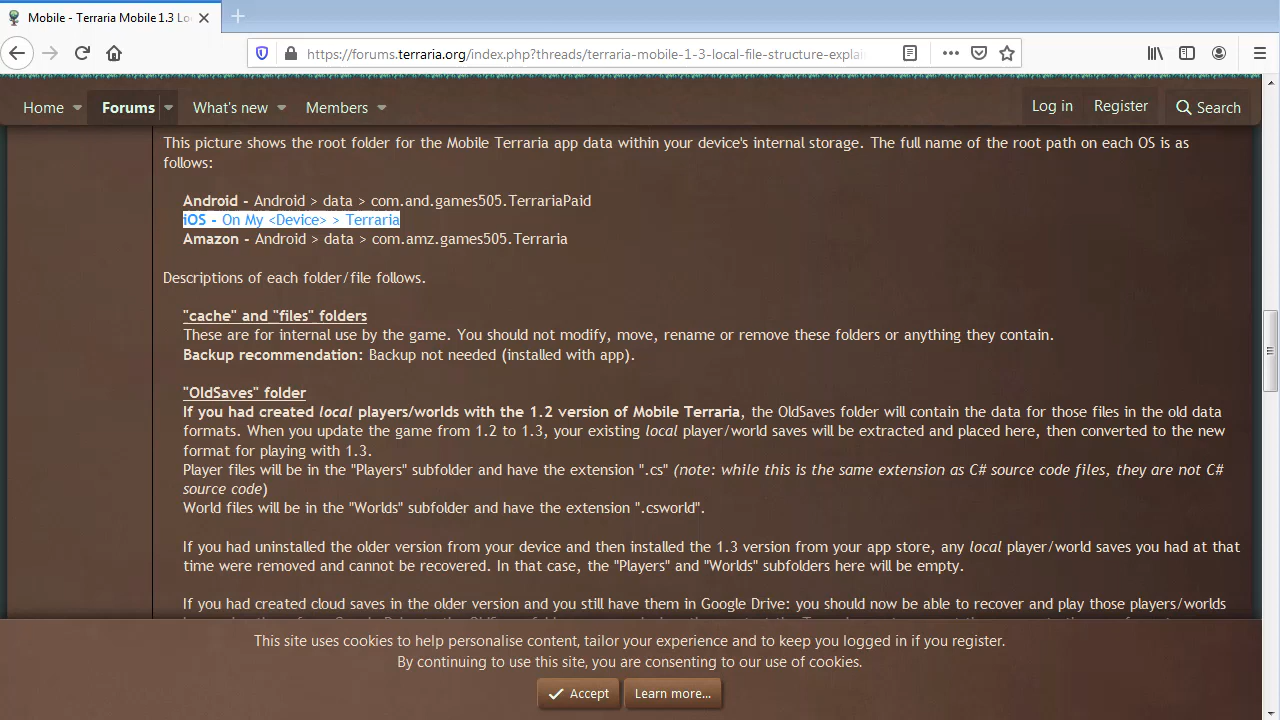 Mobile - Terraria Mobile 1.3 Lo
https://forums.terraria.org/index.php?threads/terraria-mobile-1-3-local-file-structure-explai
Home Forums What's new Members Log in Register Search
This picture shows the root folder for the Mobile Terraria app data within your device's internal storage. The full name of the root path on each OS is as
follows:
Android - Android > data > com.and.games505.TerrariaPaid
iOS - On My <Device> > Terraria
Amazon - Android > data > com.amz.games505.Terraria
Descriptions of each folder/file follows.
"cache" and "files" folders
These are for internal use by the game. You should not modify, move, rename or remove these folders or anything they contain.
Backup recommendation: Backup not needed (installed with app).
"OldSaves" folder
If you had created local players/worlds with the 1.2 version of Mobile Terraria, the OldSaves folder will contain the data for those files in the old data
formats. When you update the game from 1.2 to 1.3, your existing local player/world saves will be extracted and placed here, then converted to the new
format for playing with 1.3.
Player files will be in the "Players" subfolder and have the extension ".cs" (note: while this is the same extension as C# source code files, they are not C#
source code)
World files will be in the "Worlds" subfolder and have the extension ".csworld".
If you had uninstalled the older version from your device and then installed the 1.3 version from your app store, any local player/world saves you had at that
time were removed and cannot be recovered. In that case, the "Players" and "Worlds" subfolders here will be empty.
If you had created cloud saves in the older version and you still have them in Google Drive: you should now be able to recover and play those players/worlds
This site uses cookies to help personalise content, tailor your experience and to keep you logged in if you register.
By continuing to use this site, you are consenting to our use of cookies.
Accept Learn more...